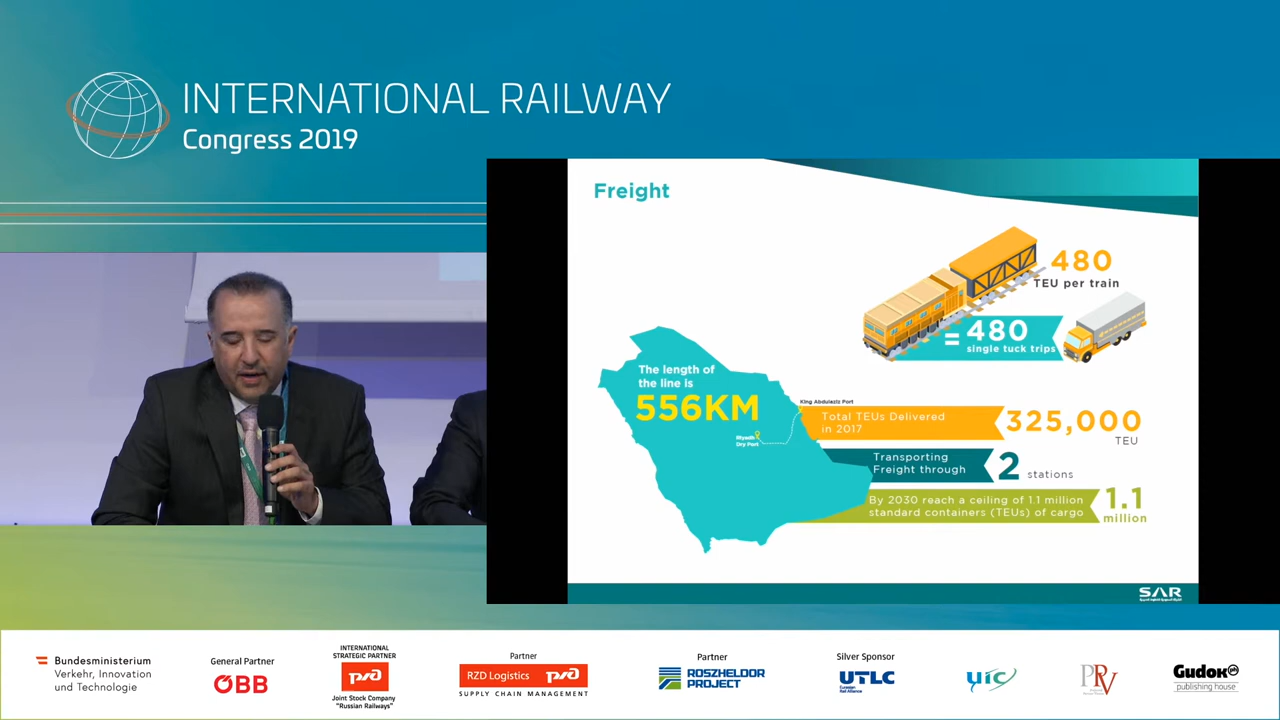 INTERNATIONAL RAILWAY
Congress 2019
Freight
480
TEU per train
= 480
single tuck trips
The length of
the line is
556KM
King Abdulaziz Port
Riyadh
Dry Port
Total TEUs Delivered
in 2017
325,000
TEU
Transporting
Freight through
2 stations
By 2030 reach a ceiling of 1.1 million
standard containers (TEUs) of cargo
1.1
million
SAR
Bundesministerium
Verkehr, Innovation
und Technologie
General Partner
ÖBB
INTERNATIONAL
STRATEGIC PARTNER
Joint Stock Company
"Russian Railways"
Partner
RZD Logistics
SUPPLY CHAIN MANAGEMENT
Partner
ROSZHELDOR
PROJECT
Silver Sponsor
UTLC
Eurasian
Rail Alliance
uic
PRV
GUDOK
publishing house